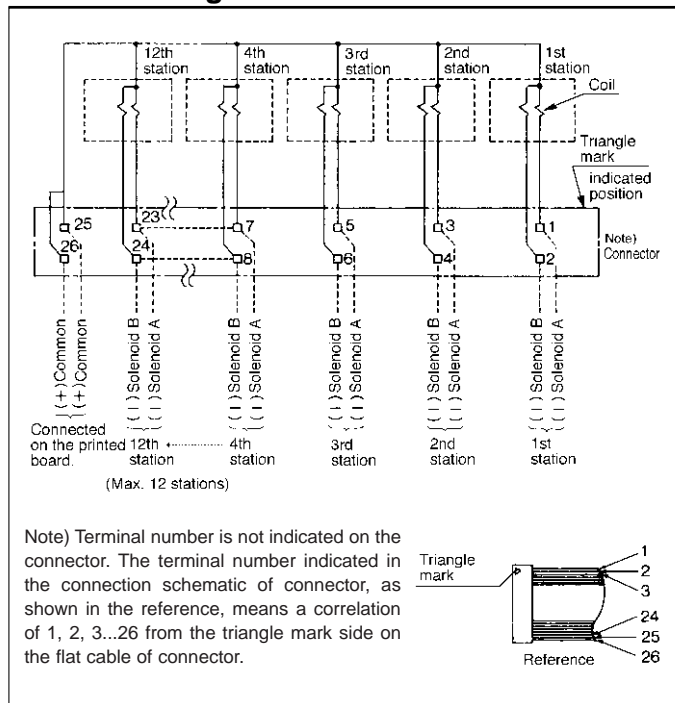 12th
station
4th
station
3rd
station
2nd
station
1st
station
Coil
Triangle
mark
indicated
position
25
23
7
5
3
1
26
24
8
6
4
2
Note)
Connector
(+) Common
(+) Common
(–) Solenoid B
(–) Solenoid A
(–) Solenoid B
(–) Solenoid A
(–) Solenoid B
(–) Solenoid A
(–) Solenoid B
(–) Solenoid A
(–) Solenoid B
(–) Solenoid A
Connected
on the printed
board.
12th
station
4th
station
3rd
station
2nd
station
1st
station
(Max. 12 stations)
Note) Terminal number is not indicated on the
connector. The terminal number indicated in
the connection schematic of connector, as
shown in the reference, means a correlation
of 1, 2, 3...26 from the triangle mark side on
the flat cable of connector.
Triangle
mark
1
2
3
24
25
26
Reference